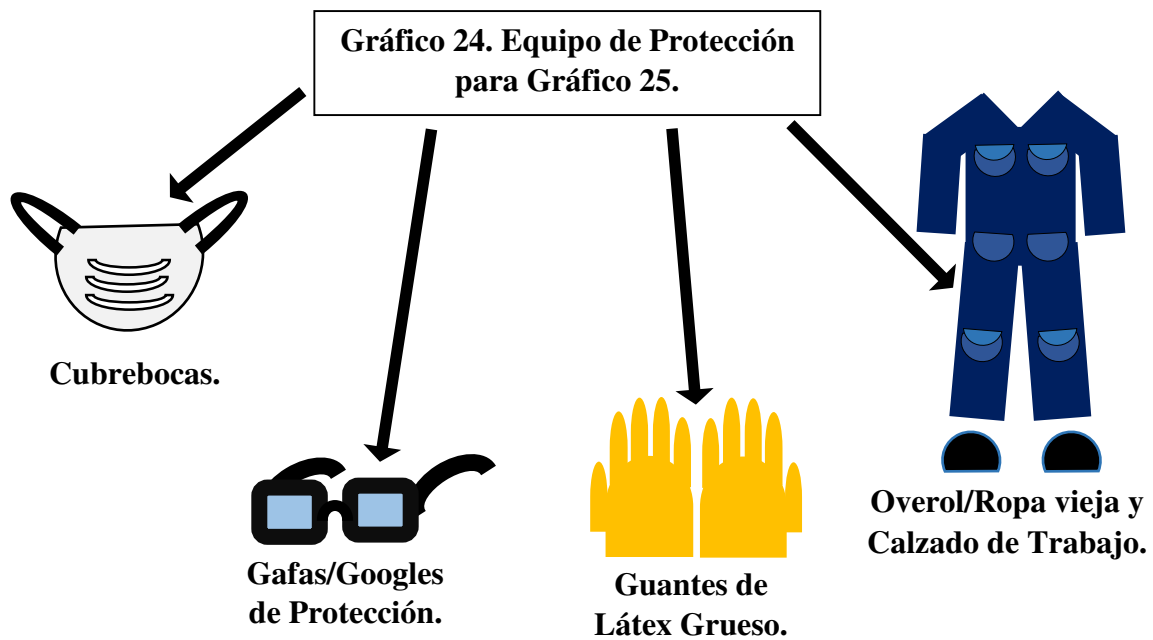 Gráfico 24. Equipo de Protección
para Gráfico 25.
Cubrebocas.
Gafas/Googles
de Protección.
Guantes de
Látex Grueso.
Overol/Ropa vieja y
Calzado de Trabajo.